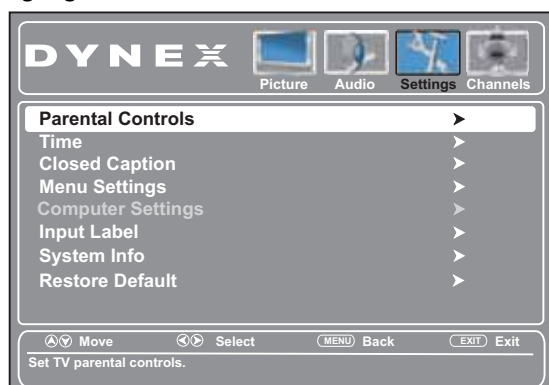 DYNEX
Picture Audio Settings Channels
Parental Controls
Time
Closed Caption
Menu Settings
Computer Settings
Input Label
System Info
Restore Default
Move Select MENU Back EXIT Exit
Set TV parental controls.